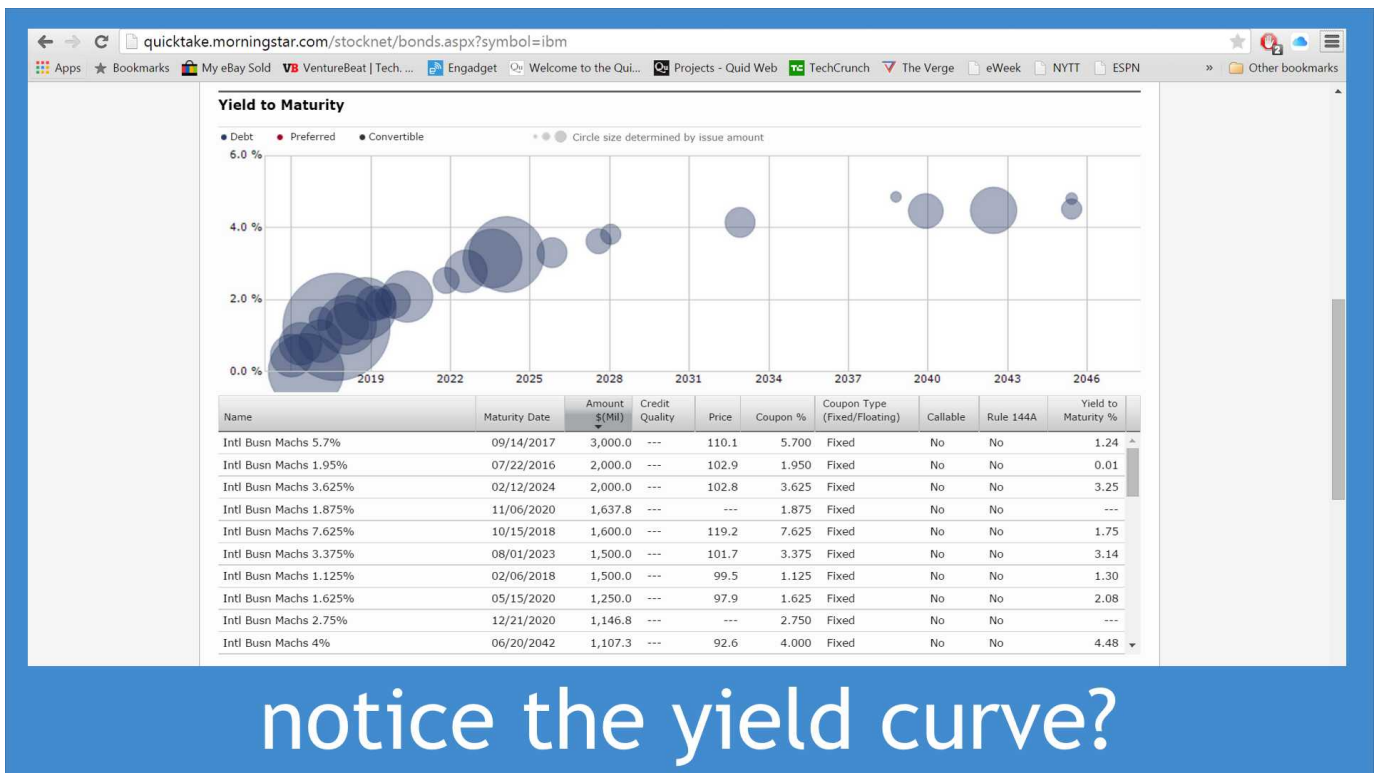 quicktake.morningstar.com/stocknet/bonds.aspx?symbol=ibm
2
Apps Bookmarks My eBay Sold VB VentureBeat | Tech. ... Engadget Qu Welcome to the Qui... Qu Projects - Quid Web TC TechCrunch The Verge eWeek NYTT ESPN » Other bookmarks
Yield to Maturity
Debt Preferred Convertible Circle size determined by issue amount
6.0 %
4.0 %
2.0 %
0.0 %
2019 2022 2025 2028 2031 2034 2037 2040 2043 2046
Name Maturity Date Amount $(Mil) Credit Quality Price Coupon % Coupon Type (Fixed/Floating) Callable Rule 144A Yield to Maturity %
Intl Busn Machs 5.7% 09/14/2017 3,000.0 --- 110.1 5.700 Fixed No No 1.24
Intl Busn Machs 1.95% 07/22/2016 2,000.0 --- 102.9 1.950 Fixed No No 0.01
Intl Busn Machs 3.625% 02/12/2024 2,000.0 --- 102.8 3.625 Fixed No No 3.25
Intl Busn Machs 1.875% 11/06/2020 1,637.8 --- --- 1.875 Fixed No No ---
Intl Busn Machs 7.625% 10/15/2018 1,600.0 --- 119.2 7.625 Fixed No No 1.75
Intl Busn Machs 3.375% 08/01/2023 1,500.0 --- 101.7 3.375 Fixed No No 3.14
Intl Busn Machs 1.125% 02/06/2018 1,500.0 --- 99.5 1.125 Fixed No No 1.30
Intl Busn Machs 1.625% 05/15/2020 1,250.0 --- 97.9 1.625 Fixed No No 2.08
Intl Busn Machs 2.75% 12/21/2020 1,146.8 --- --- 2.750 Fixed No No ---
Intl Busn Machs 4% 06/20/2042 1,107.3 --- 92.6 4.000 Fixed No No 4.48
notice the yield curve?